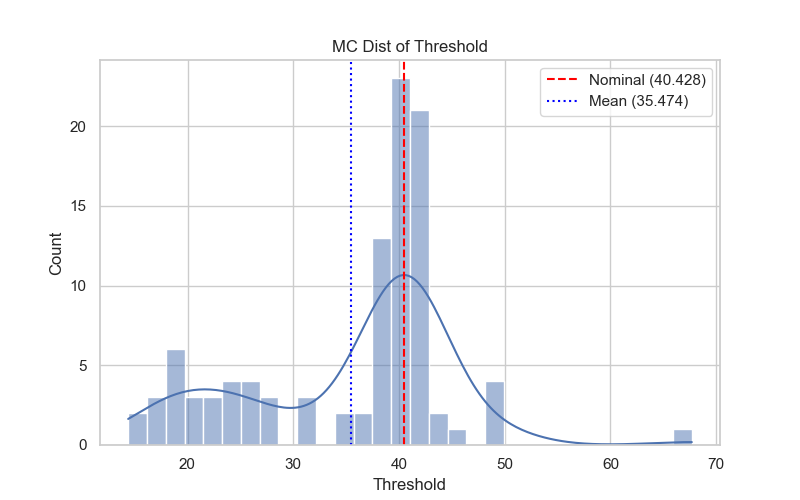 MC Dist of Threshold
Nominal (40.428)
Mean (35.474)
Count
20
15
10
5
0
20 30 40 50 60 70
Threshold